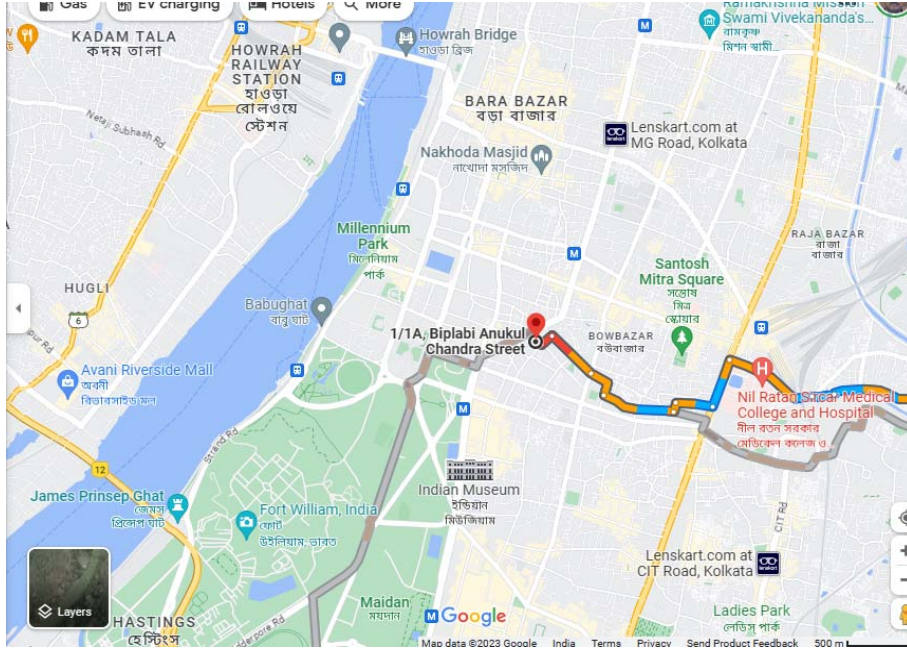 Gas
EV charging
Hotels
More
KADAM TALA
কদম তালা
HOWRAH
RAILWAY
STATION
হাওড়া
রেলওয়ে
স্টেশন
Howrah Bridge
হাওড়া ব্রিজ
Ramakrishna Mission
Swami Vivekananda's...
রামকৃষ্ণ
মিশন স্বামী...
BARA BAZAR
বড়া বাজার
Lenskart.com at
MG Road, Kolkata
Netaji Subhash Rd
Nakhoda Masjid
নাখোদা মসজিদ
Millennium
Park
মিলেনিয়াম
পার্ক
RAJA BAZAR
রাজা
বাজার
Santosh
Mitra Square
সন্তোষ
মিত্র
স্কোয়ার
HUGLI
6
Babughat
বাবু ঘাট
1/1A, Biplabi Anukul
Chandra Street
BOWBAZAR
বউবাজার
Avani Riverside Mall
অবনী
রিভারসাইড মল
Nil Ratan Sircar Medical
College and Hospital
নীল রতন সরকার
মেডিকেল কলেজ ও
Strand Rd
12
Indian Museum
ইন্ডিয়ান
মিউজিয়াম
James Prinsep Ghat
জেমস
প্রিন্সেপ ঘাট
Fort William, India
ফোর্ট
উইলিয়াম, ভারত
CIT Rd
Lenskart.com at
CIT Road, Kolkata
Layers
Maidan
ময়দান
Google
Ladies Park
লেডিস পার্ক
HASTINGS
হেস্টিংস
Map data ©2023 Google
India
Terms
Privacy
Send Product Feedback
500 m